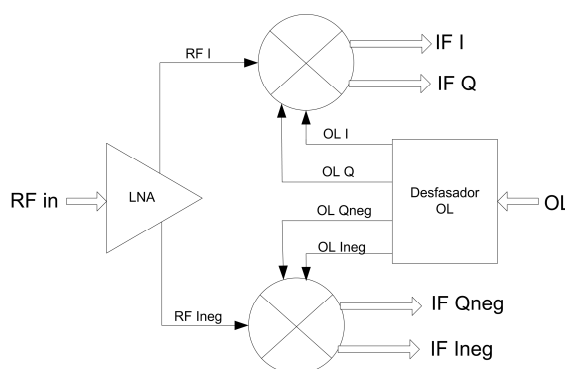 IF I
RF I
IF Q
OL I
OL Q
RF in
LNA
Desfasador
OL
OL
OL Qneg
OL Ineg
RF Ineg
IF Qneg
IF Ineg